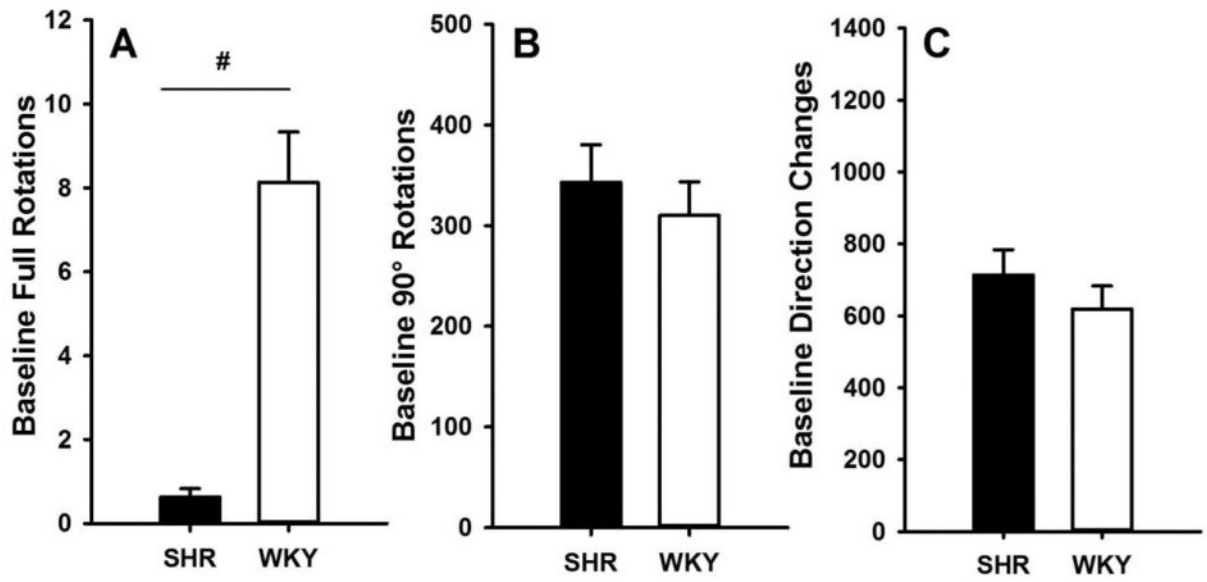 A
#
Baseline Full Rotations
12
10
8
6
4
2
0
SHR WKY
B
Baseline 90° Rotations
500
400
300
200
100
0
SHR WKY
C
Baseline Direction Changes
1400
1200
1000
800
600
400
200
0
SHR WKY